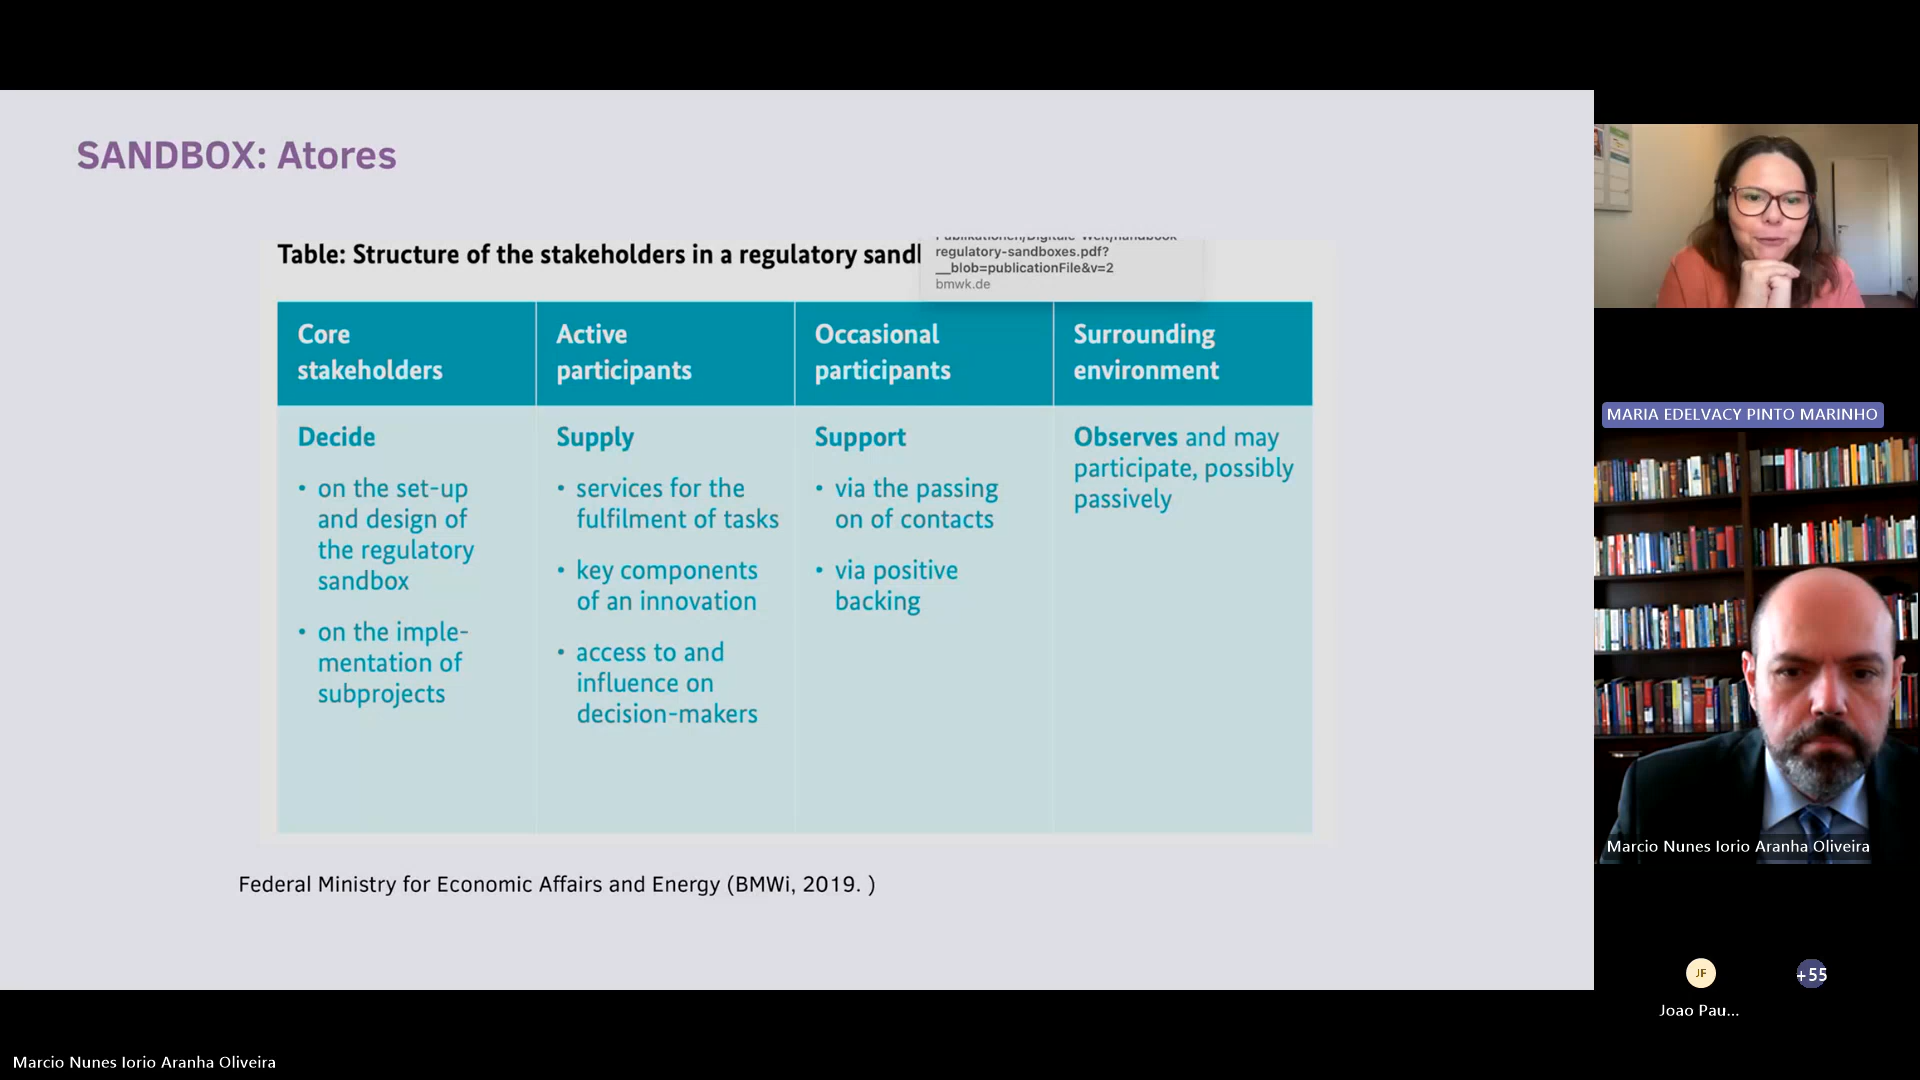 SANDBOX: Atores
Table: Structure of the stakeholders in a regulatory
regulatory-sandboxes.pdf?
__blob=publicationFile&v=2
bmwk.de
Core
stakeholders
Decide
• on the set-up
and design of
the regulatory
sandbox
• on the imple-
mentation of
subprojects
Active
participants
Supply
• services for the
fulfilment of tasks
• key components
of an innovation
• access to and
influence on
decision-makers
Occasional
participants
Support
• via the passing
on of contacts
• via positive
backing
Surrounding
environment
Observes and may
participate, possibly
passively
Federal Ministry for Economic Affairs and Energy (BMWi, 2019. )
MARIA EDELVACY PINTO MARINHO
Marcio Nunes Iorio Aranha Oliveira
JF
+55
Joao Pau...
Marcio Nunes Iorio Aranha Oliveira